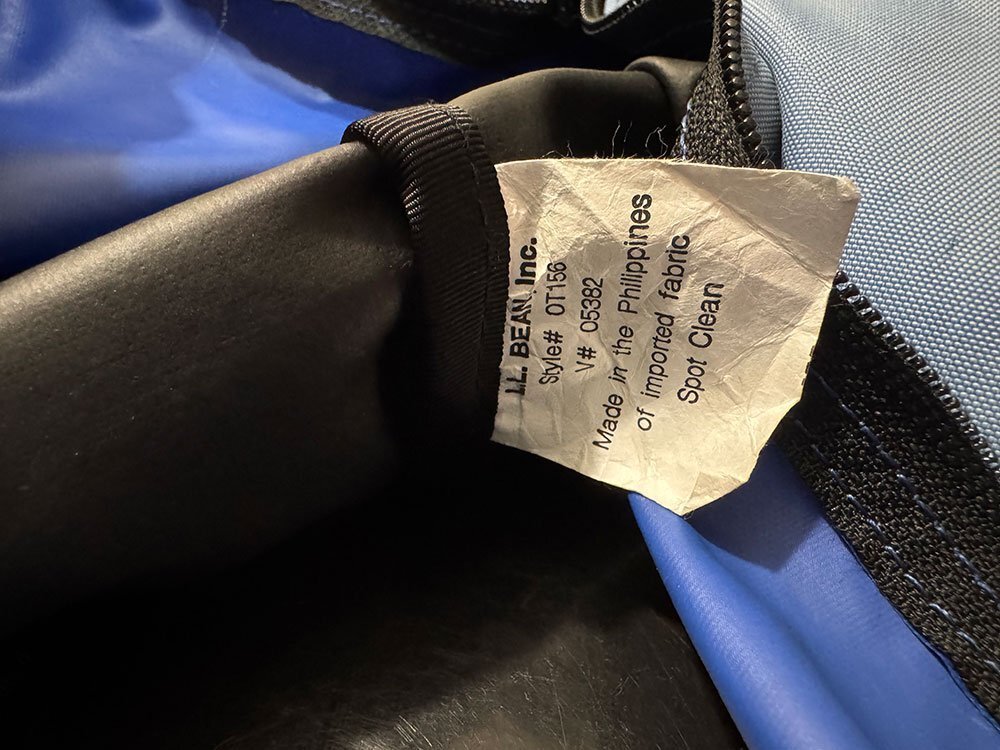 L.L. BEAN, Inc.
Style# 0T156
V# 05382
Made in the Philippines
of imported fabric
Spot Clean